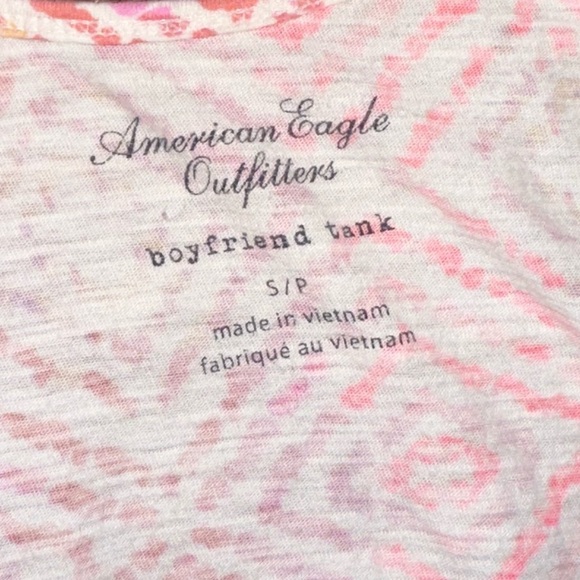 American Eagle
Outfitters
boyfriend tank
S/P
made in vietnam
fabriqué au vietnam